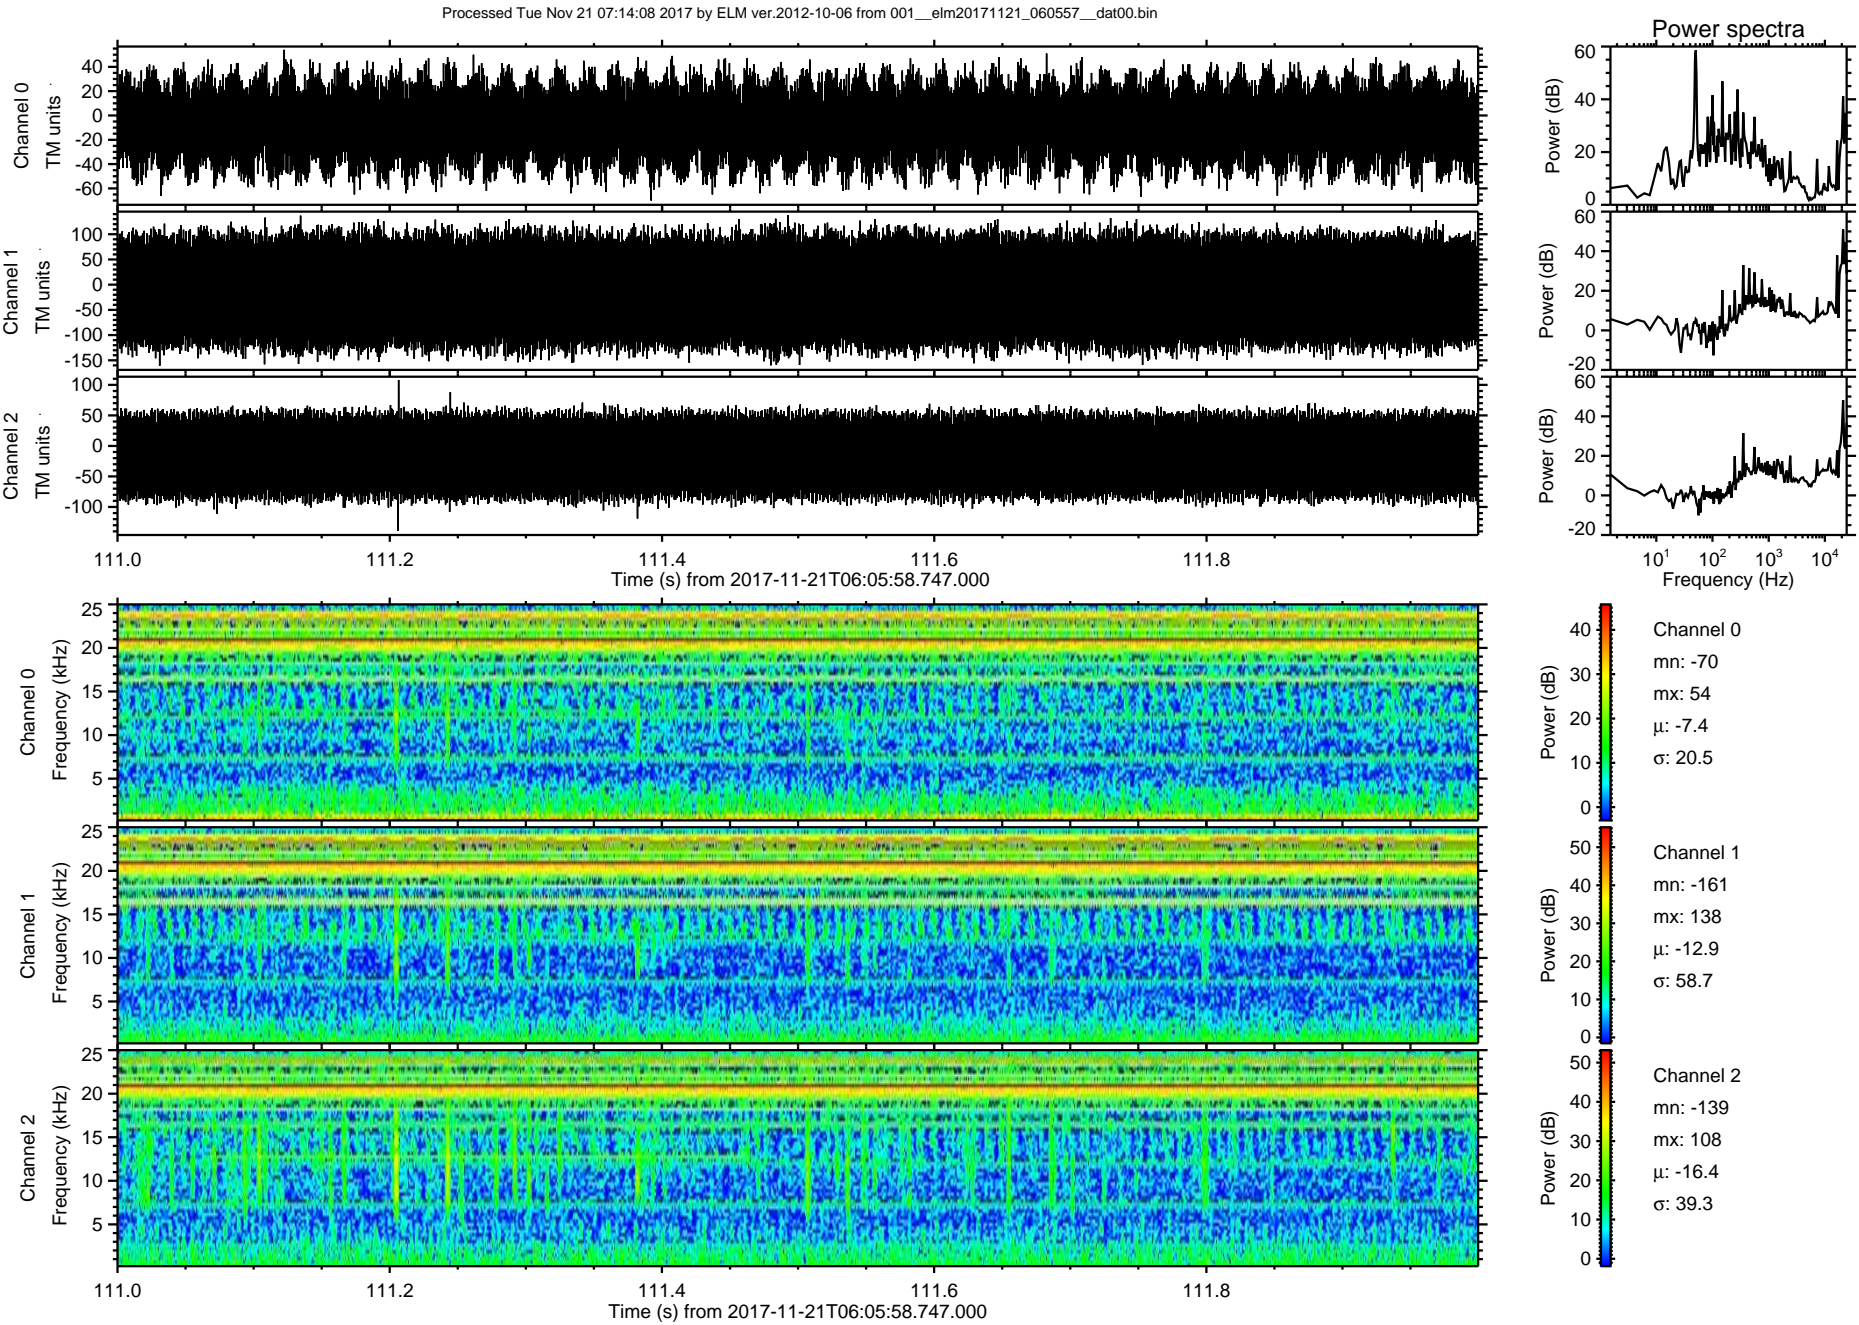 Processed Tue Nov 21 07:14:08 2017 by ELM ver.2012-10-06 from 001__elm20171121_060557__dat00.bin
Power spectra
Channel 0
TM units
40
20
0
-20
-40
-60
Power (dB)
60
40
20
0
Channel 1
TM units
100
50
0
-50
-100
-150
Power (dB)
60
40
20
0
-20
Channel 2
TM units
100
50
0
-50
-100
Power (dB)
60
40
20
0
-20
111.0 111.2 111.4 111.6 111.8
Time (s) from 2017-11-21T06:05:58.747.000
10^1 10^2 10^3 10^4
Frequency (Hz)
Channel 0
Frequency (kHz)
25
20
15
10
5
Power (dB)
40
30
20
10
0
Channel 0
mn: -70
mx: 54
μ: -7.4
σ: 20.5
Channel 1
Frequency (kHz)
25
20
15
10
5
Power (dB)
50
40
30
20
10
0
Channel 1
mn: -161
mx: 138
μ: -12.9
σ: 58.7
Channel 2
Frequency (kHz)
25
20
15
10
5
Power (dB)
50
40
30
20
10
0
Channel 2
mn: -139
mx: 108
μ: -16.4
σ: 39.3
111.0 111.2 111.4 111.6 111.8
Time (s) from 2017-11-21T06:05:58.747.000